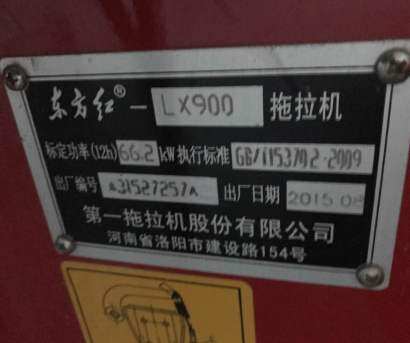 东方红®-LX900 拖拉机
标定功率(12h) 66.2 kW 执行标准 GB/T15370.2-2009
出厂编号 31527257A 出厂日期 2015.0
第一拖拉机股份有限公司
河南省洛阳市建设路154号